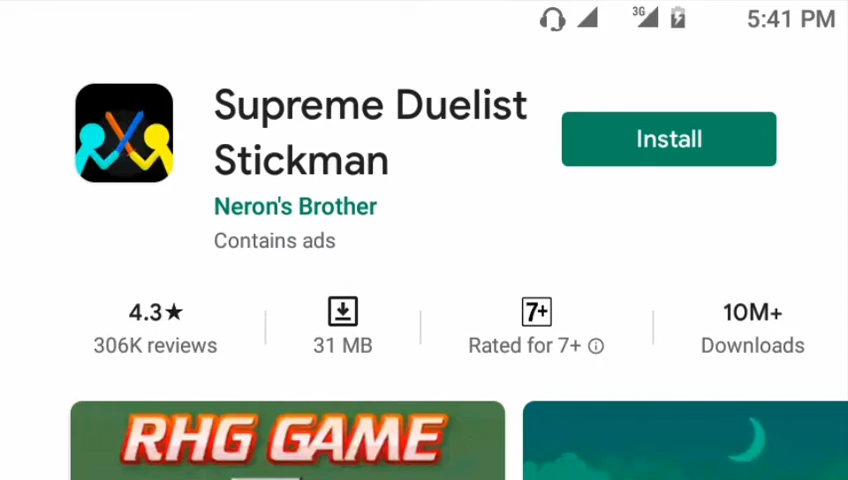 3G 5:41 PM
Supreme Duelist
Stickman
Install
Neron's Brother
Contains ads
4.3★ 7+ 10M+
306K reviews 31 MB Rated for 7+ Downloads
RHG GAME